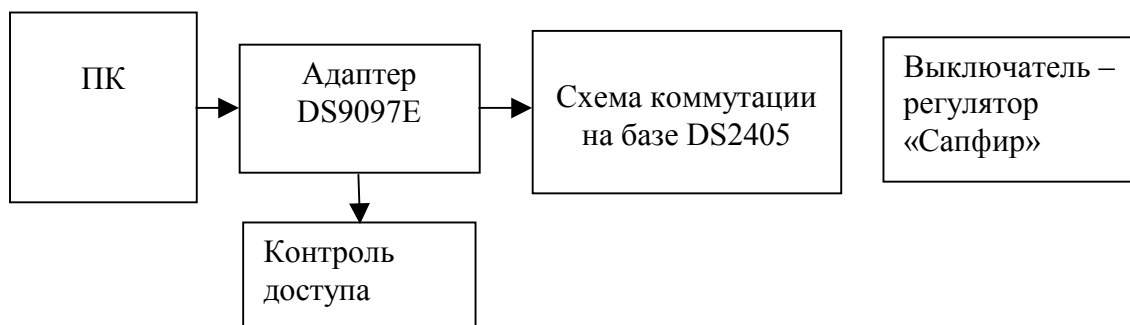 ПК
Адаптер
DS9097E
Схема коммутации
на базе DS2405
Выключатель –
регулятор
«Сапфир»
Контроль
доступа